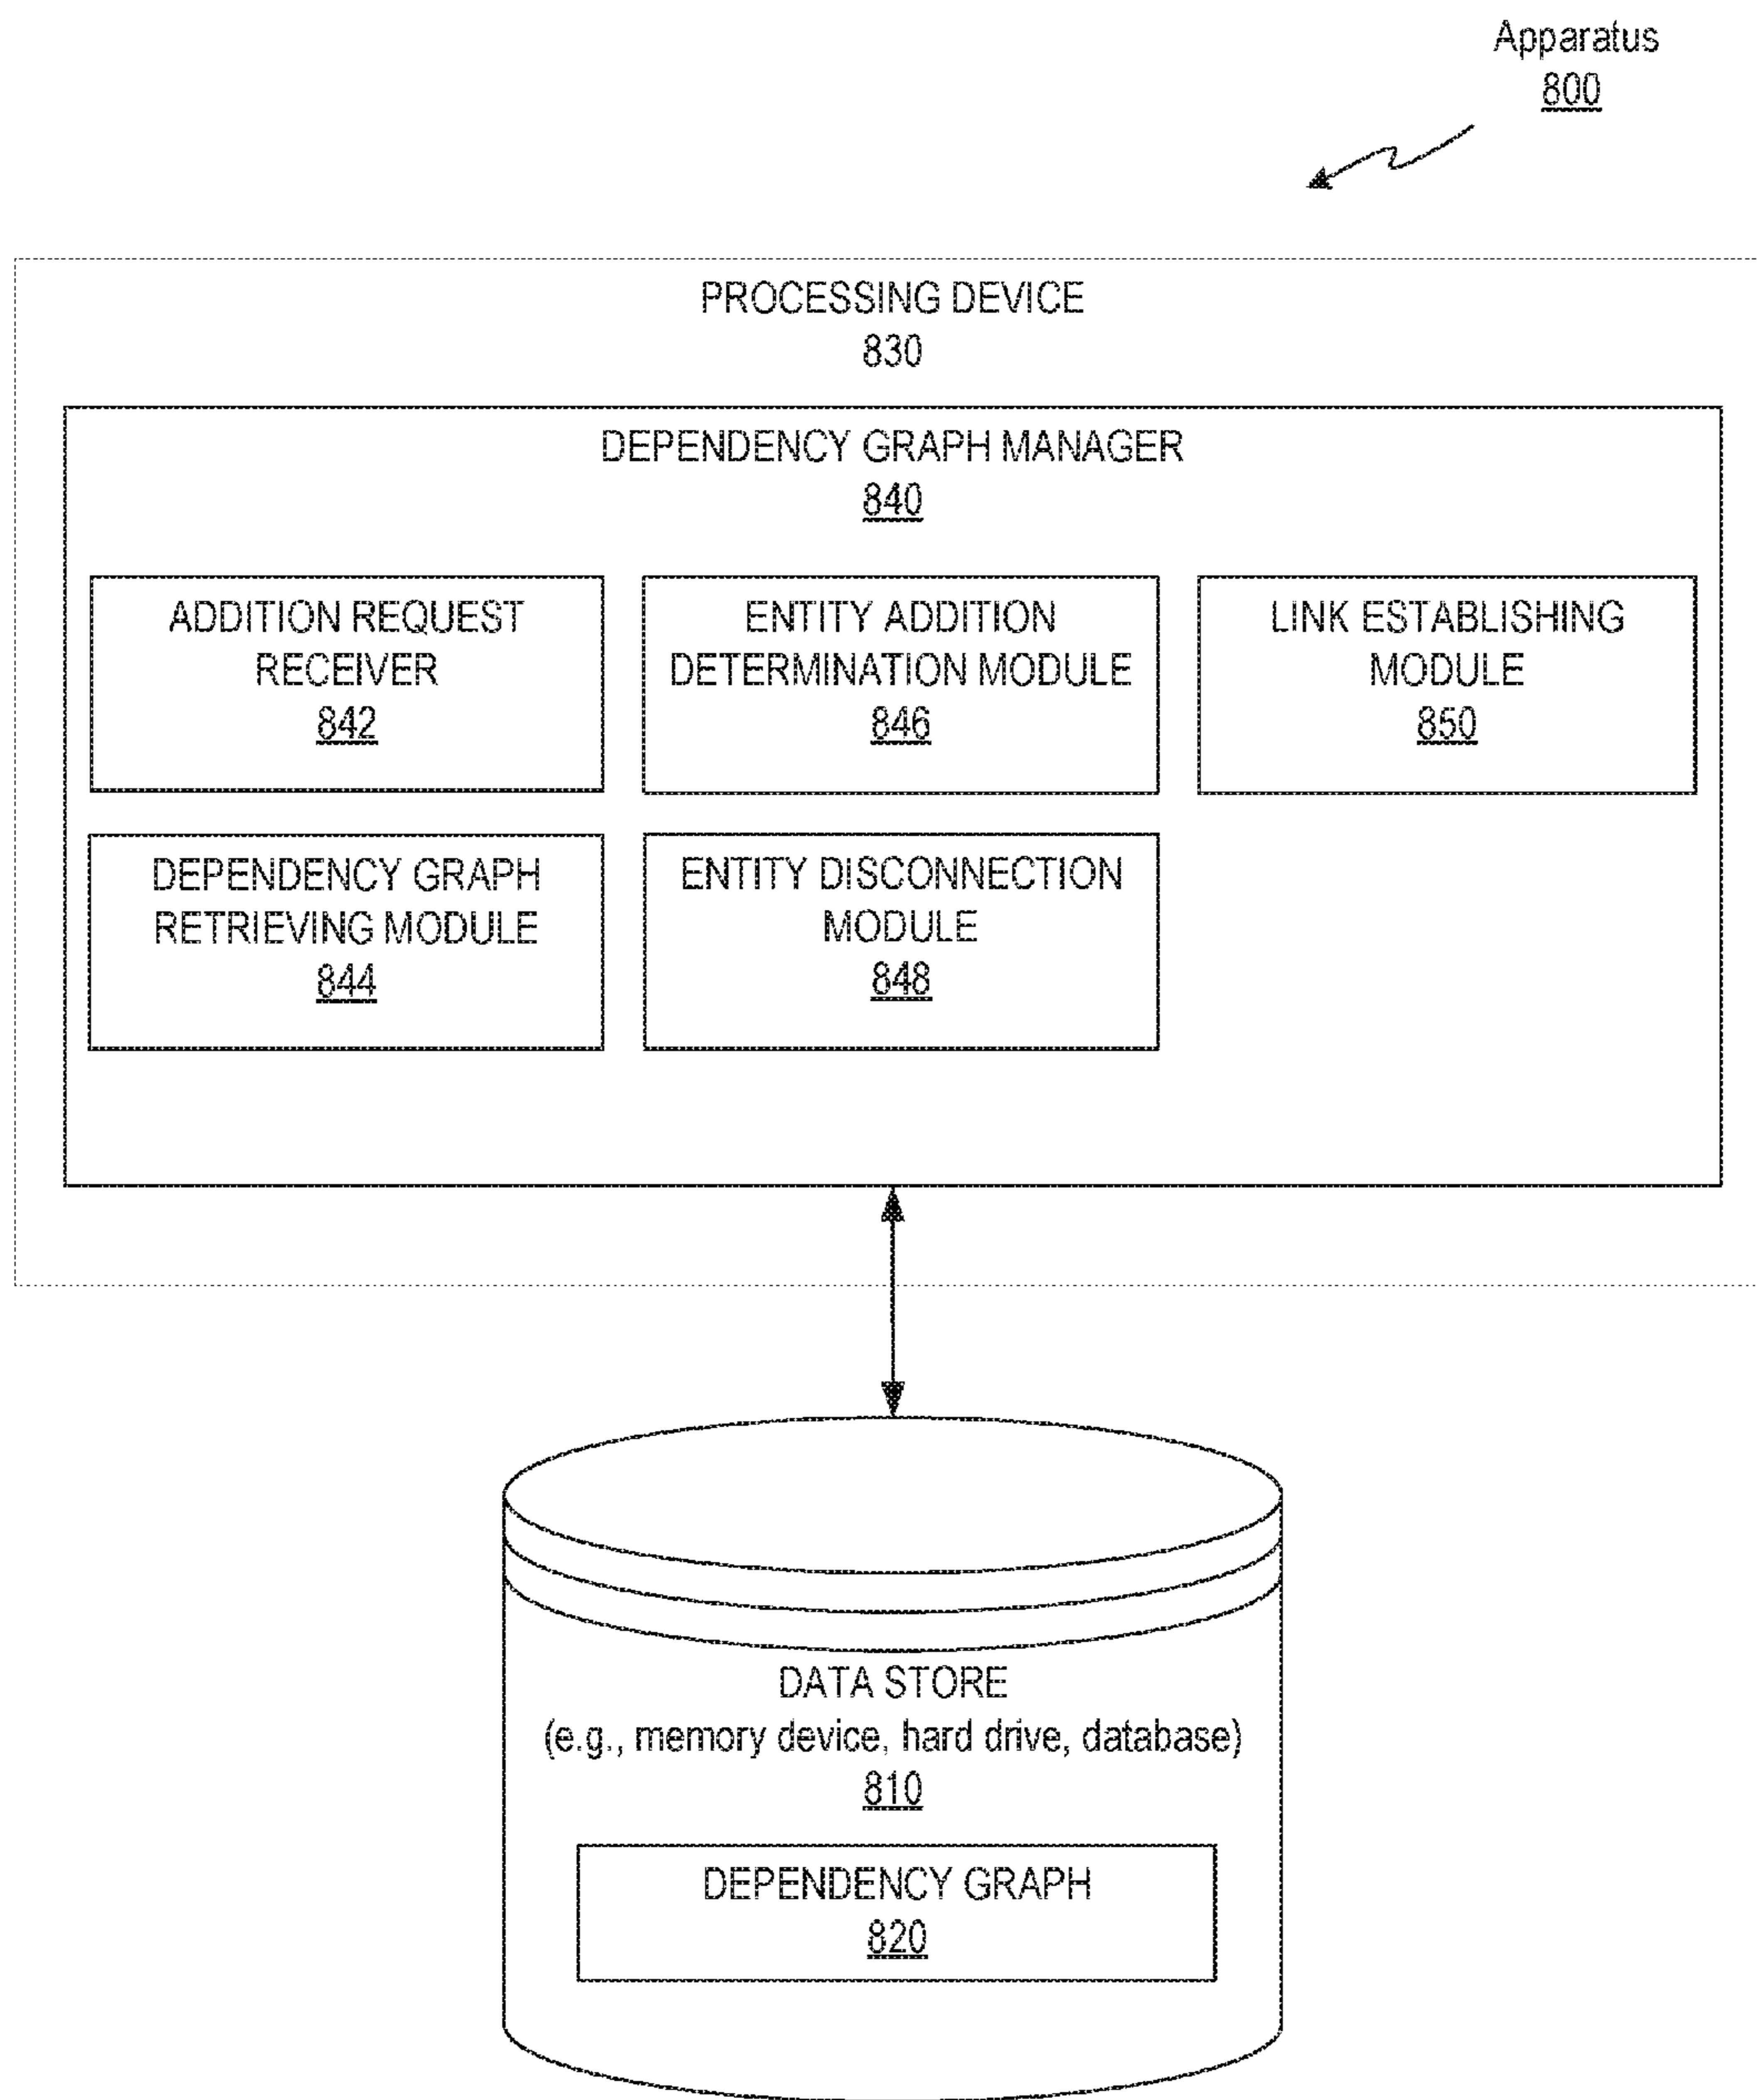 Apparatus
800
PROCESSING DEVICE
830
DEPENDENCY GRAPH MANAGER
840
ADDITION REQUEST
RECEIVER
842
ENTITY ADDITION
DETERMINATION MODULE
846
LINK ESTABLISHING
MODULE
850
DEPENDENCY GRAPH
RETRIEVING MODULE
844
ENTITY DISCONNECTION
MODULE
848
DATA STORE
(e.g., memory device, hard drive, database)
810
DEPENDENCY GRAPH
820